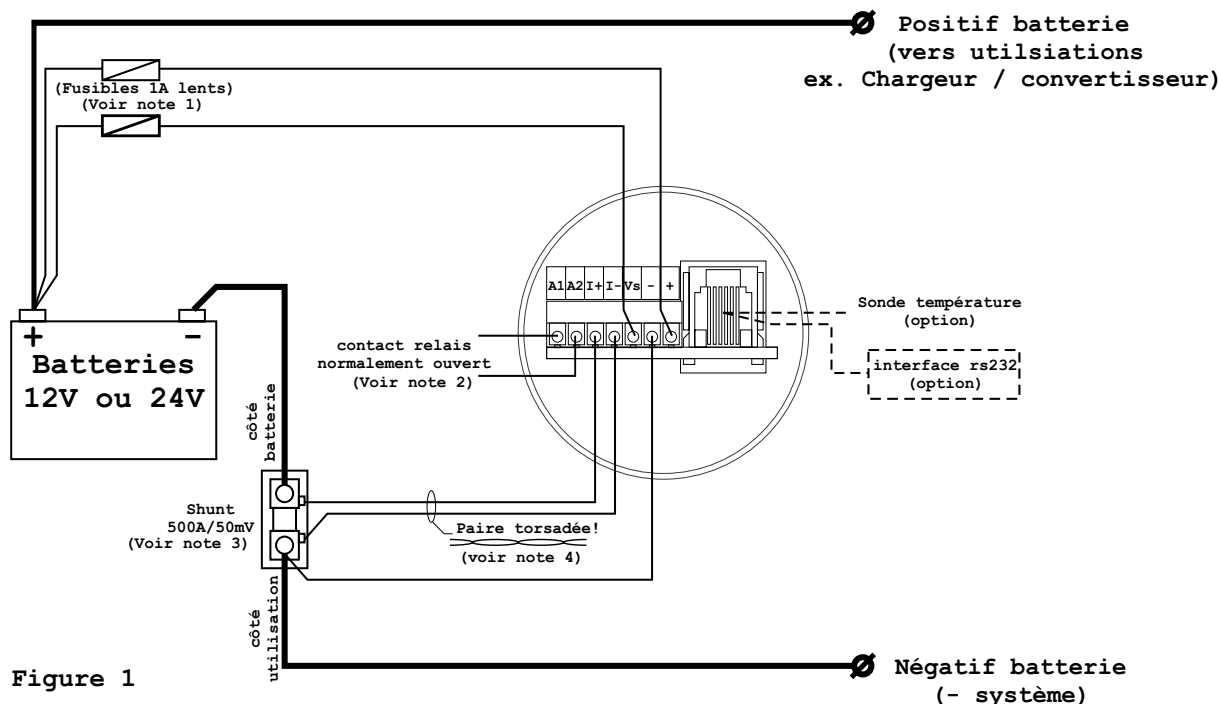 Positif batterie
(vers utilsiations
ex. Chargeur / convertisseur)
(Fusibles 1A lents)
(Voir note 1)
A1 A2 I+ I- Vs - +
Sonde température
(option)
interface rs232
(option)
contact relais
normalement ouvert
(Voir note 2)
+ -
Batteries
12V ou 24V
côté
batterie
Shunt
500A/50mV
(Voir note 3)
Paire torsadée!
(voir note 4)
côté
utilisation
Figure 1
Négatif batterie
(- système)